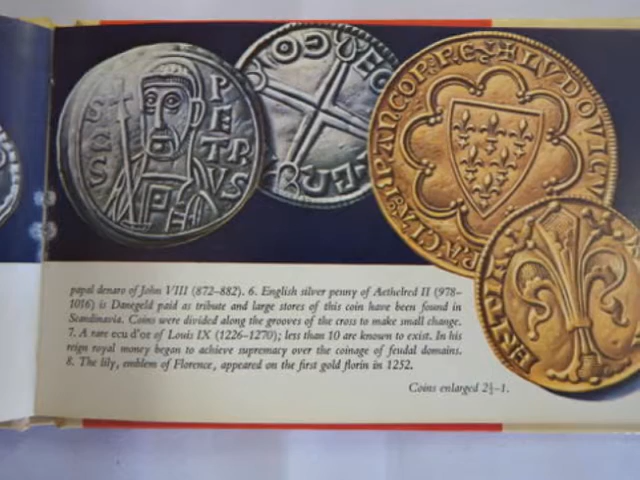 SCS
PETRVS
FRANCOR·REX LVDOVICV
papal denaro of John VIII (872–882). 6. English silver penny of Aethelred II (978–
1016) is Danegeld paid as tribute and large stores of this coin have been found in
Scandinavia. Coins were divided along the grooves of the cross to make small change.
7. A rare ecu d'or of Louis IX (1226–1270); less than 10 are known to exist. In his
reign royal money began to achieve supremacy over the coinage of feudal domains.
8. The lily, emblem of Florence, appeared on the first gold florin in 1252.
Coins enlarged 2½–1.